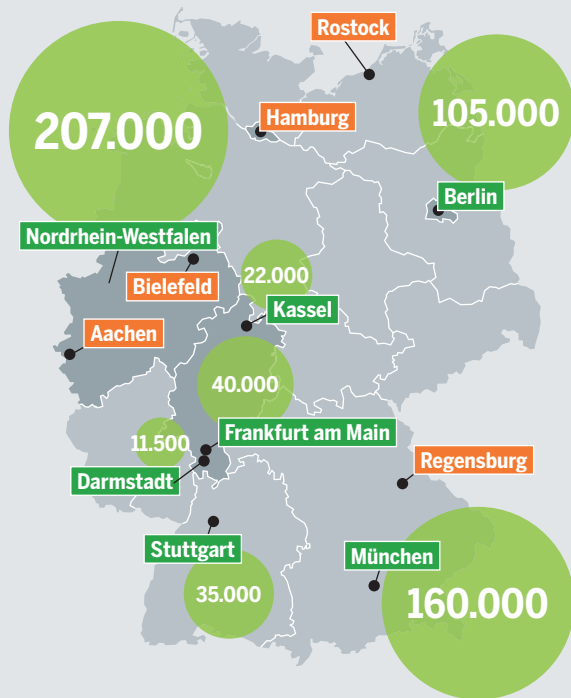 Rostock
207.000
Hamburg
105.000
Berlin
Nordrhein-Westfalen
22.000
Bielefeld
Kassel
Aachen
40.000
11.500
Frankfurt am Main
Regensburg
Darmstadt
Stuttgart
München
35.000
160.000